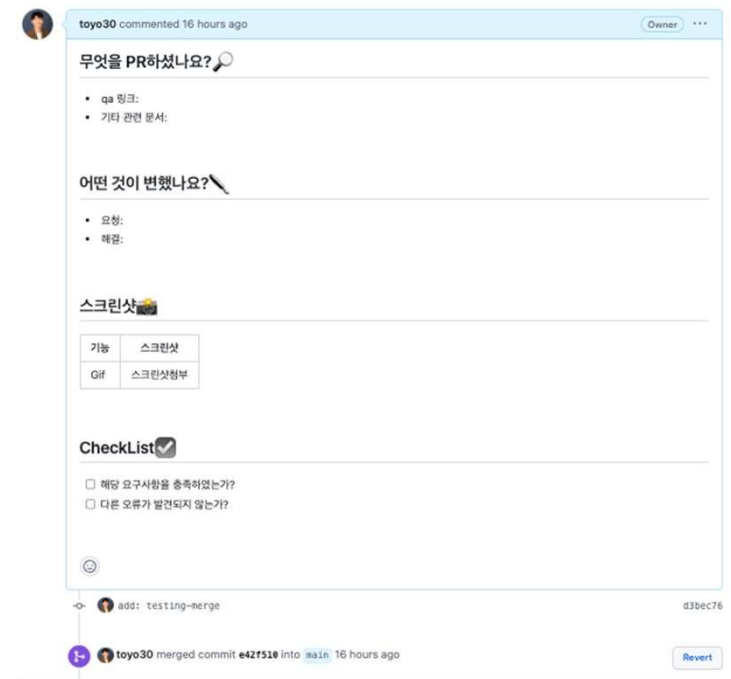 toyo30 commented 16 hours ago
Owner
무엇을 PR하셨나요?
qa 링크:
기타 관련 문서:
어떤 것이 변했나요?
요청:
해결:
스크린샷
기능 스크린샷
Gif 스크린샷첨부
CheckList
해당 요구사항을 충족하였는가?
다른 오류가 발견되지 않는가?
add: testing-merge d3bec76
toyo30 merged commit e42f510 into main 16 hours ago
Revert